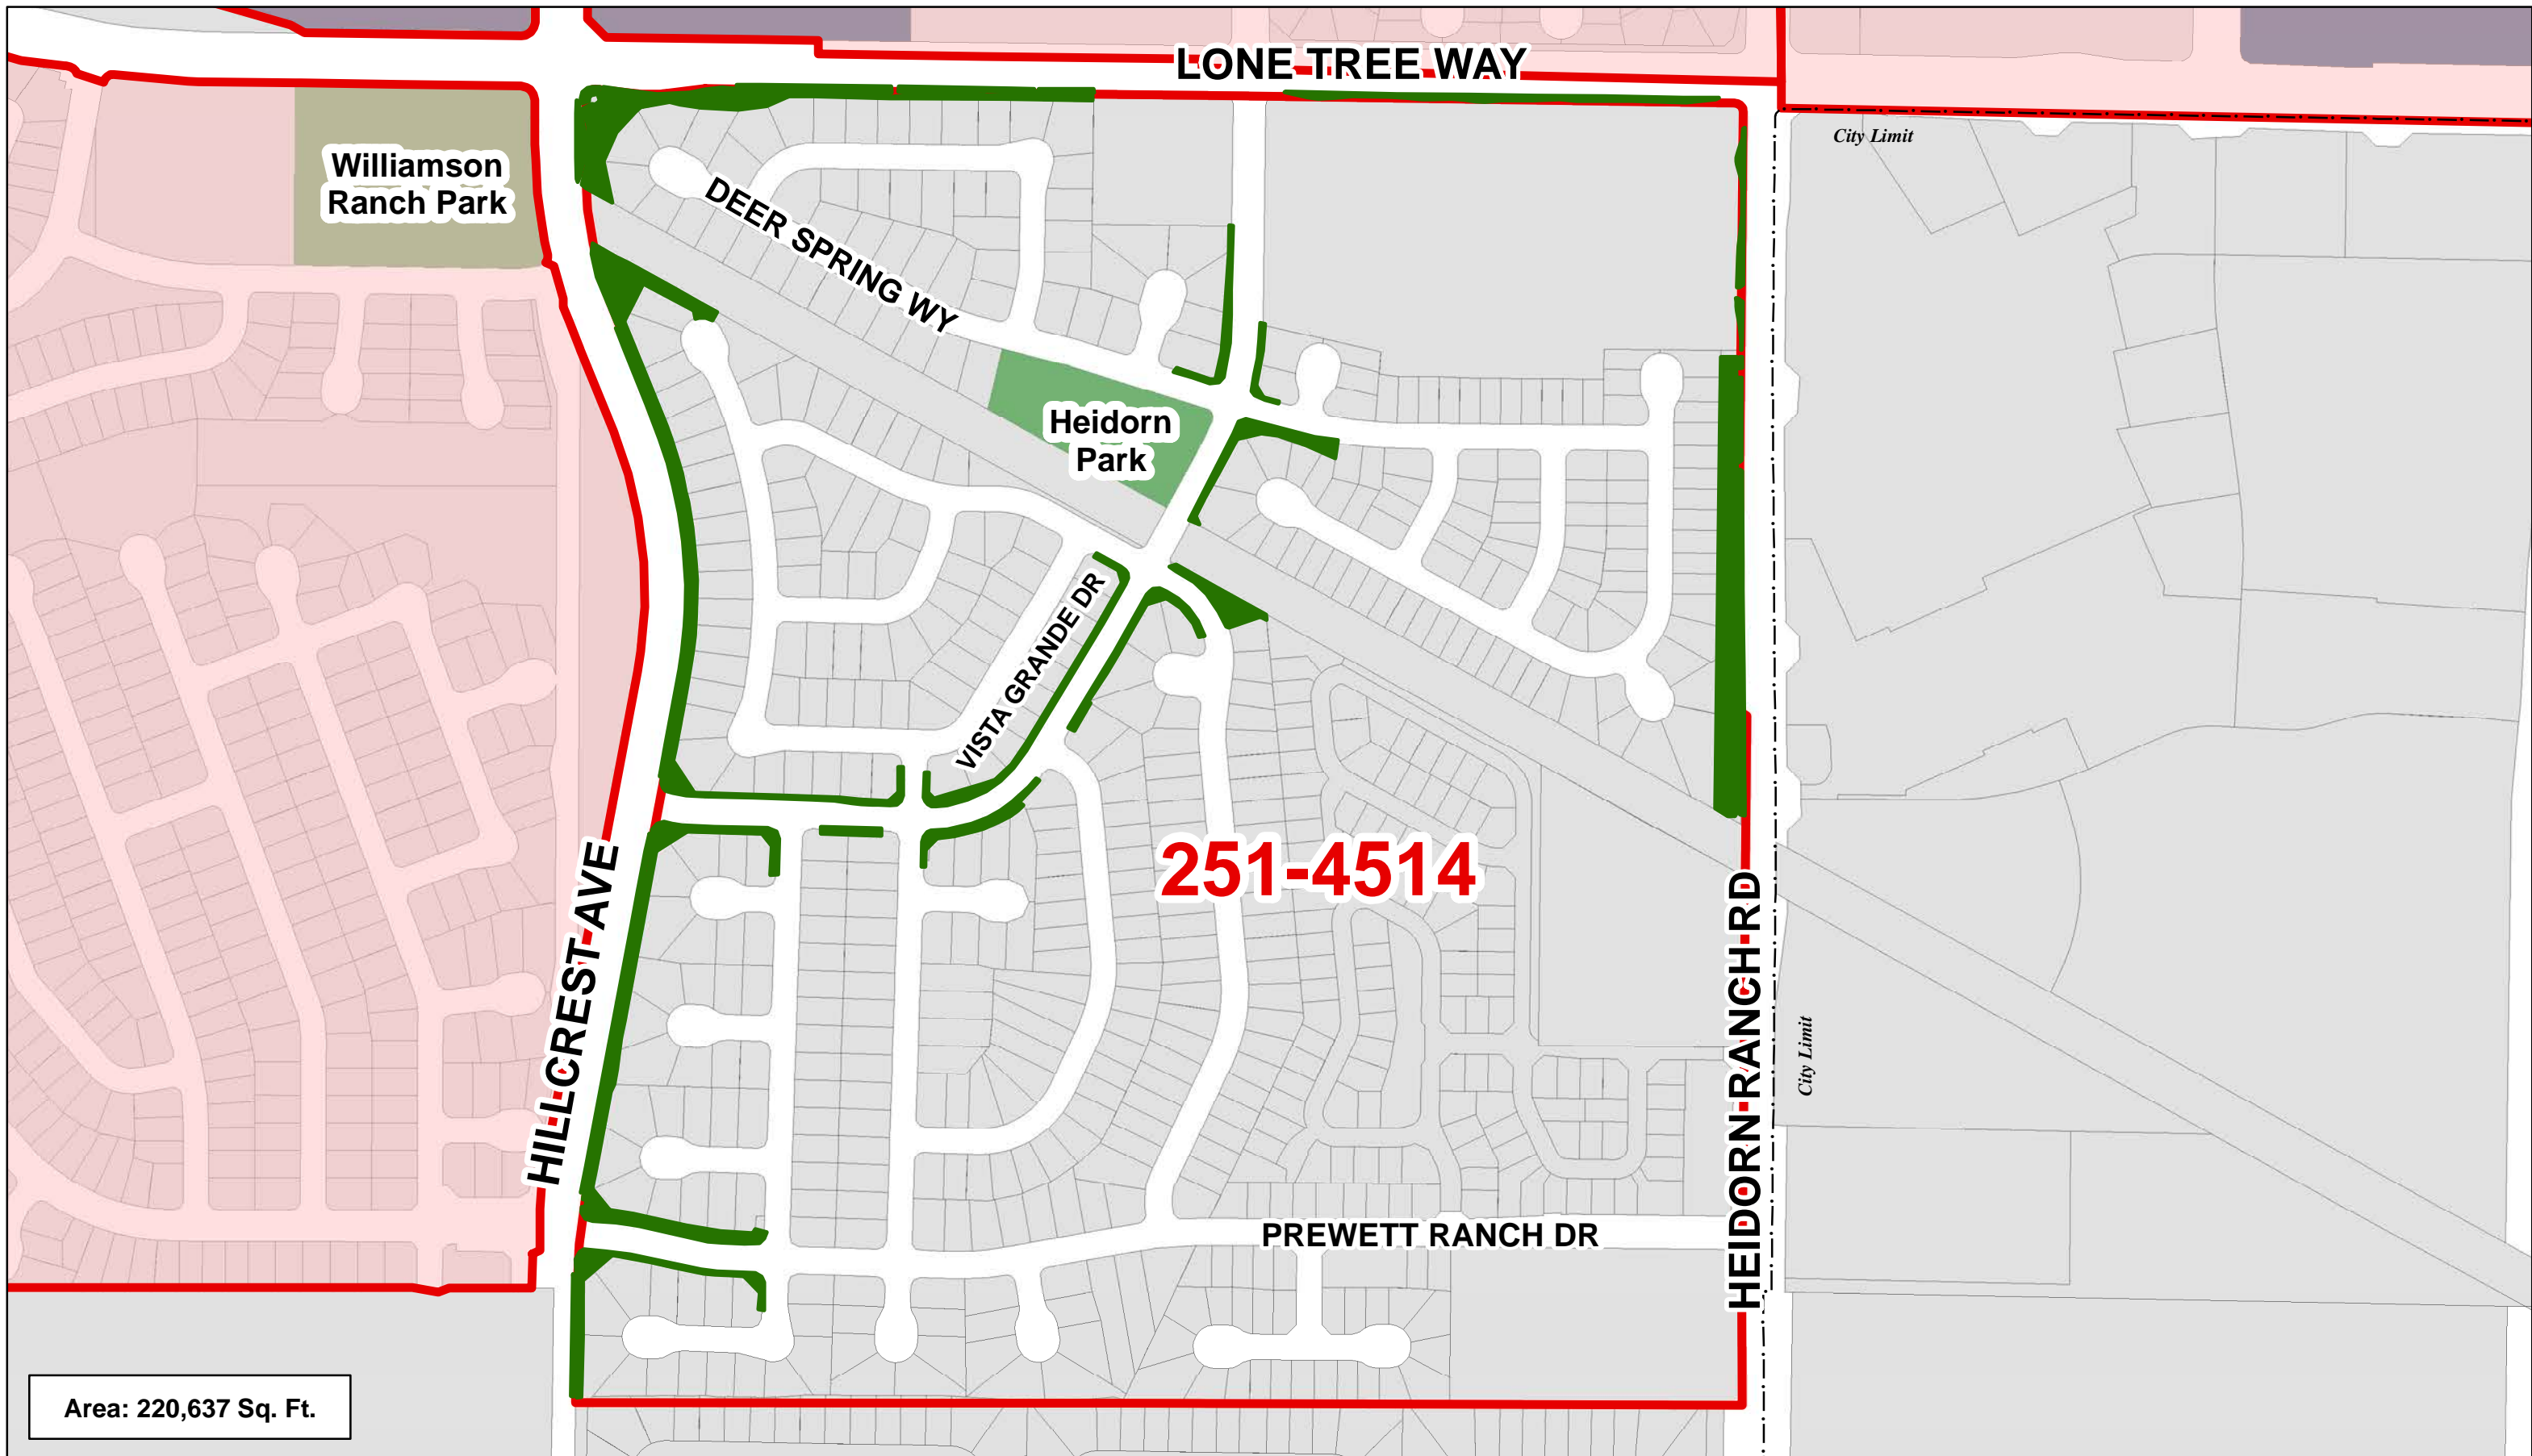 LONE TREE WAY
City Limit
Williamson
Ranch Park
DEER SPRING WY
Heidorn
Park
VISTA GRANDE DR
251-4514
HILLCREST AVE
HEIDORN RANCH RD
City Limit
PREWETT RANCH DR
Area: 220,637 Sq. Ft.